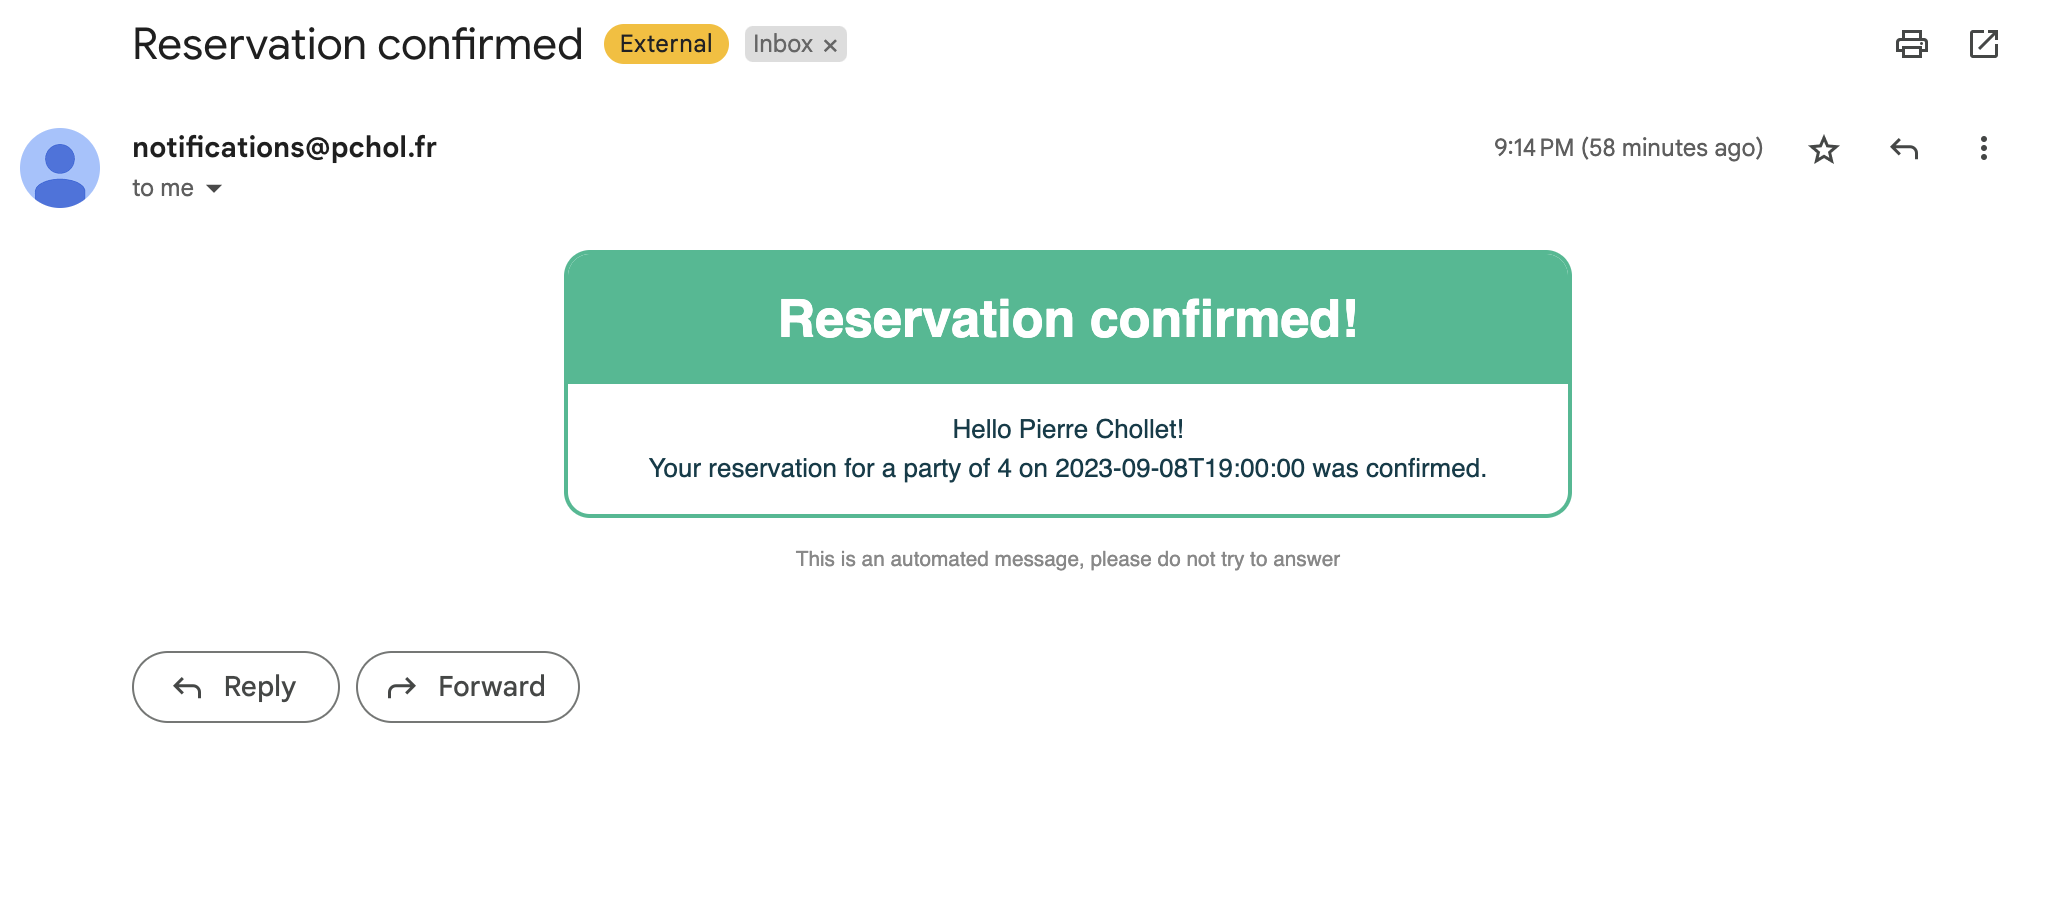 Reservation confirmed External Inbox ×
notifications@pchol.fr 9:14 PM (58 minutes ago)
to me
Reservation confirmed!
Hello Pierre Chollet!
Your reservation for a party of 4 on 2023-09-08T19:00:00 was confirmed.
This is an automated message, please do not try to answer
Reply Forward